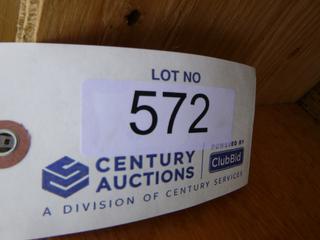 LOT NO
572
CENTURY
AUCTIONS
POWERED BY
ClubBid
A DIVISION OF CENTURY SERVICES